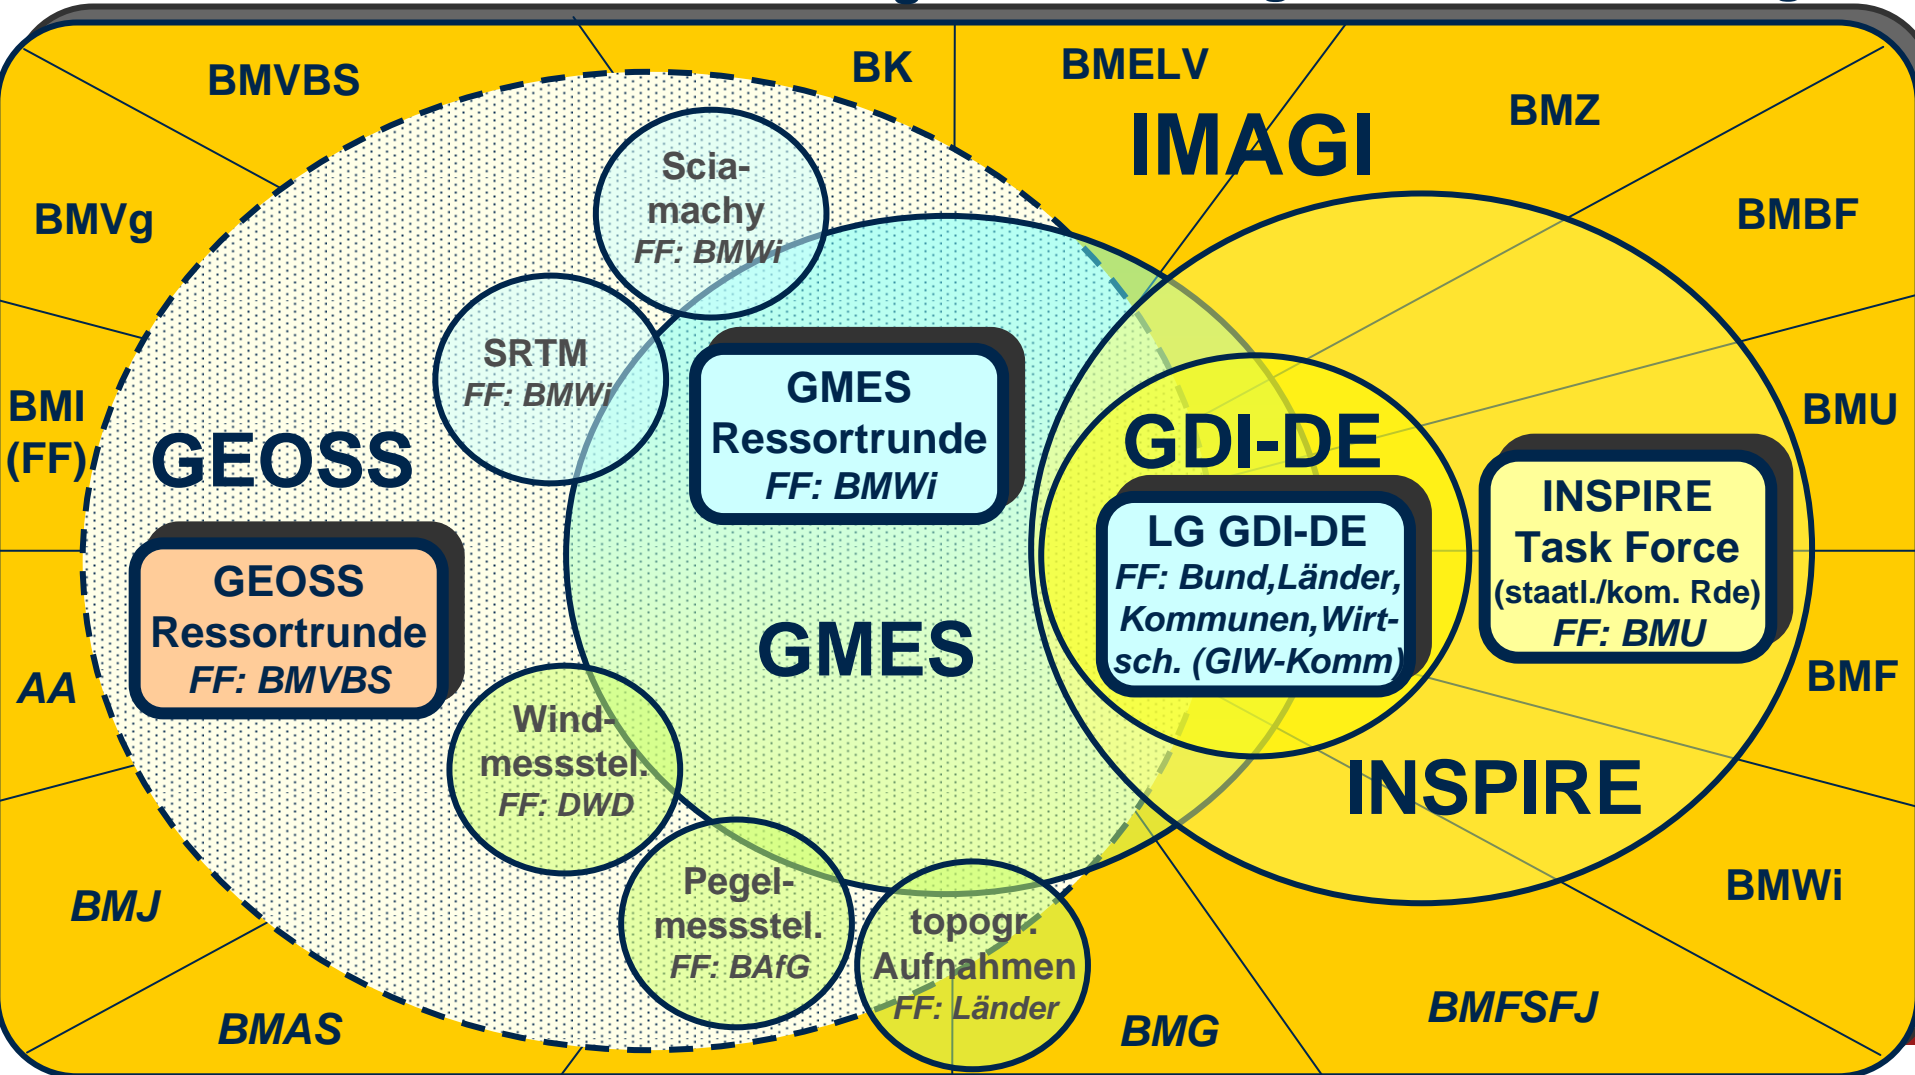 BMVBS
BK
BMELV
BMZ
IMAGI
BMVg
BMBF
Scia-
machy
FF: BMWi
SRTM
FF: BMWi
GMES
Ressortrunde
FF: BMWi
BMI
(FF)
GEOSS
GDI-DE
BMU
GEOSS
Ressortrunde
FF: BMVBS
LG GDI-DE
FF: Bund,Länder,
Kommunen,Wirt-
sch. (GIW-Komm)
INSPIRE
Task Force
(staatl./kom. Rde)
FF: BMU
GMES
AA
BMF
Wind-
messstel.
FF: DWD
INSPIRE
BMJ
Pegel-
messstel.
FF: BAfG
topogr.
Aufnahmen
FF: Länder
BMWi
BMAS
BMG
BMFSFJ